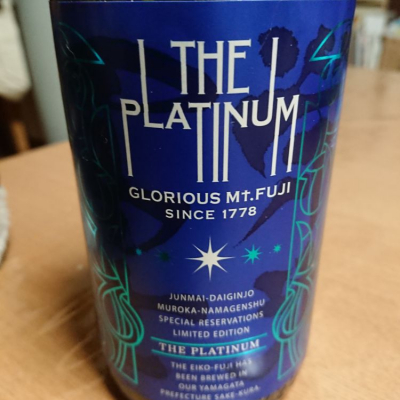 THE
PLATINUM
GLORIOUS Mt.FUJI
SINCE 1778
JUNMAI-DAIGINJO
MUROKA-NAMAGENSHU
SPECIAL RESERVATIONS
LIMITED EDITION
THE PLATINUM
THE EIKO-FUJI HAS
BEEN BREWED IN
OUR YAMAGATA
PREFECTURE SAKE-KURA.